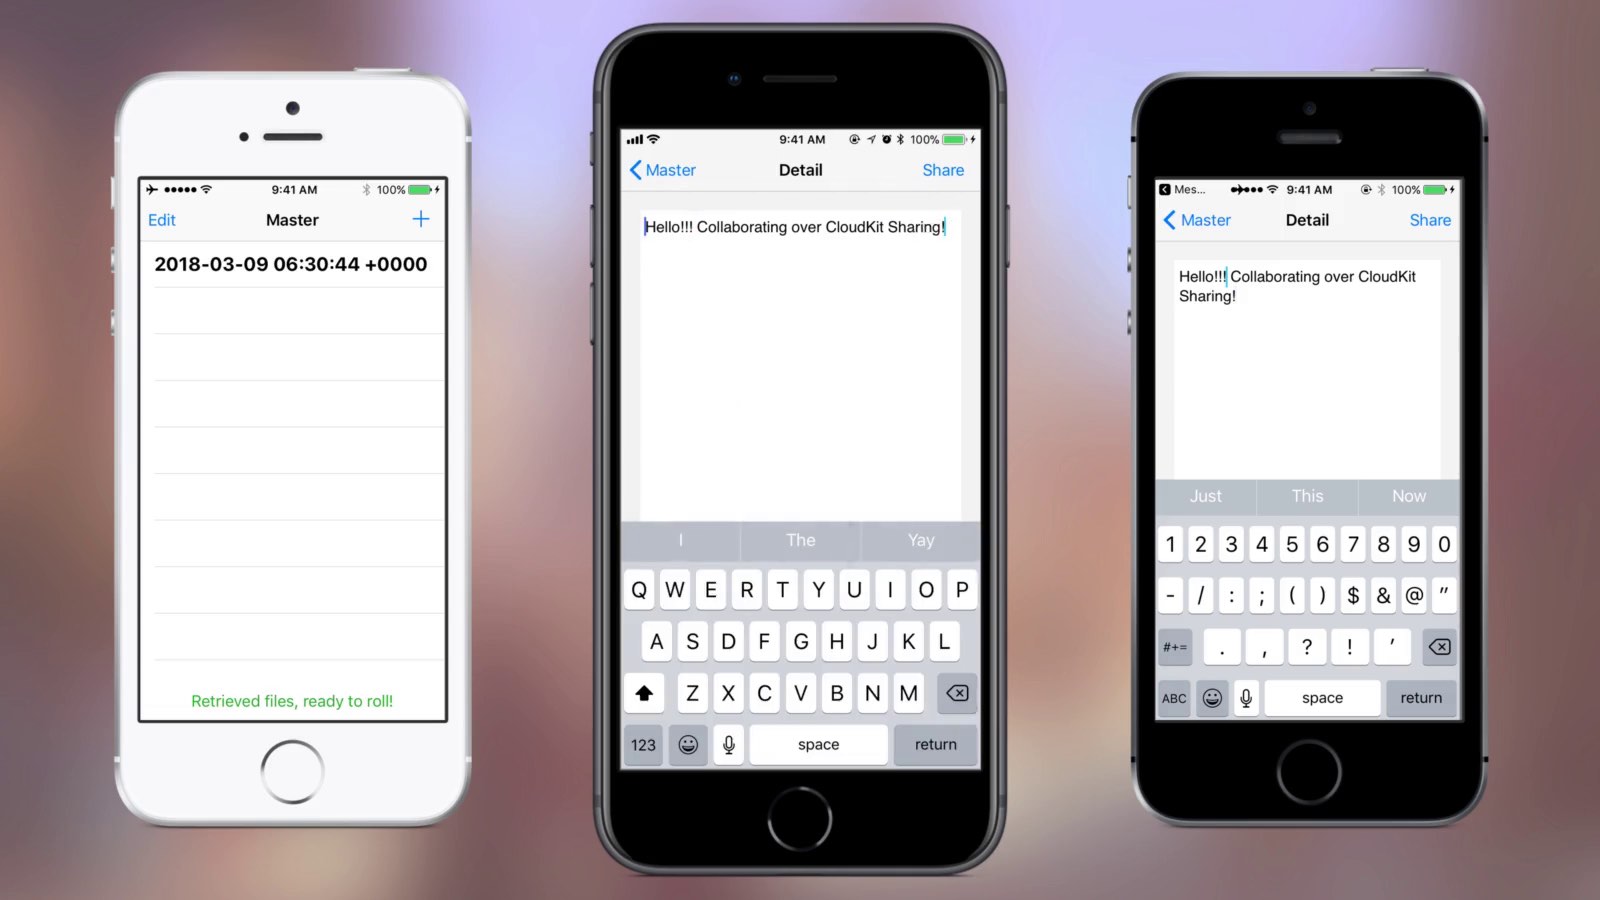 9:41 AM
100%
Edit
Master
+
2018-03-09 06:30:44 +0000
Retrieved files, ready to roll!
9:41 AM
100%
Master
Detail
Share
Hello!!! Collaborating over CloudKit Sharing!
I
The
Yay
Q W E R T Y U I O P
A S D F G H J K L
Z X C V B N M
123
space
return
Mes...
9:41 AM
100%
Master
Detail
Share
Hello!!! Collaborating over CloudKit
Sharing!
Just
This
Now
1 2 3 4 5 6 7 8 9 0
- / : ; ( ) $ & @ "
#+= . , ? ! '
ABC
space
return